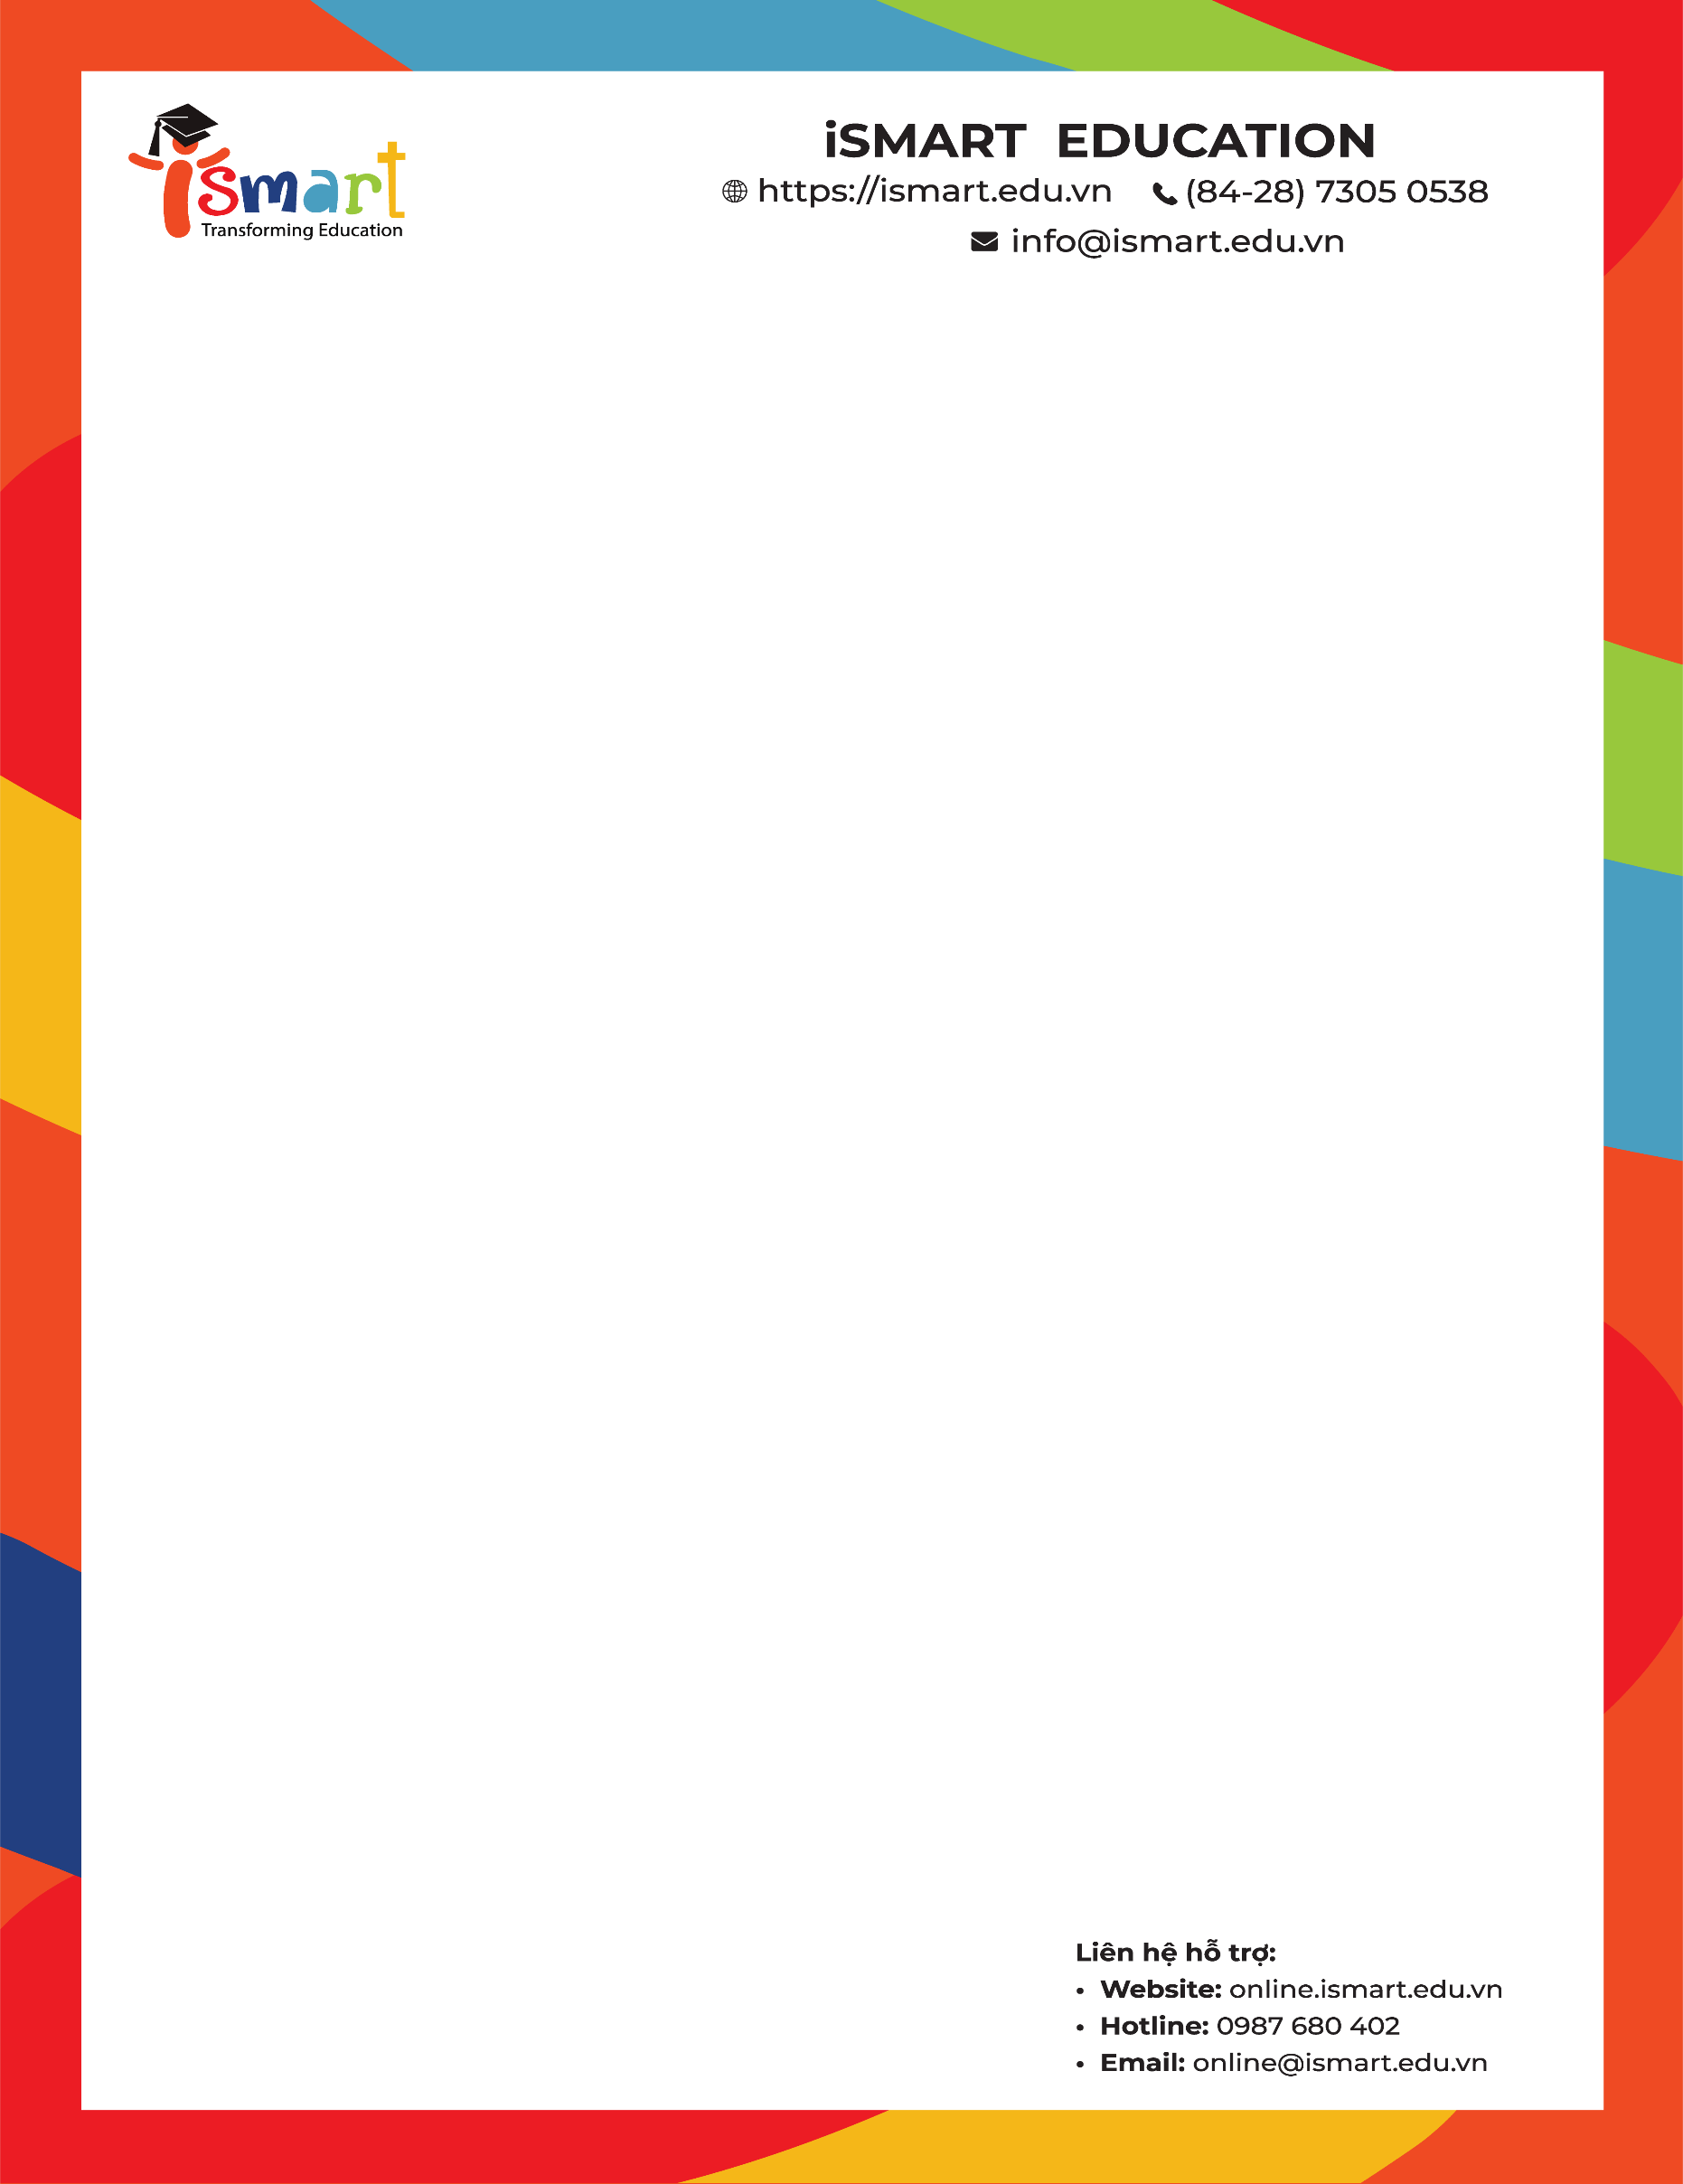 ismart
Transforming Education
iSMART EDUCATION
https://ismart.edu.vn (84-28) 7305 0538
info@ismart.edu.vn
Liên hệ hỗ trợ:
• Website: online.ismart.edu.vn
• Hotline: 0987 680 402
• Email: online@ismart.edu.vn